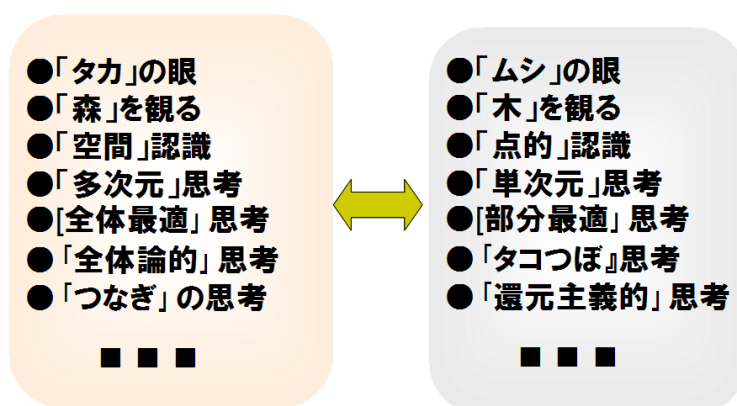 ●「タカ」の眼
●「森」を観る
●「空間」認識
●「多次元」思考
●[全体最適」思考
●「全体論的」思考
●「つなぎ」の思考
■ ■ ■
●「ムシ」の眼
●「木」を観る
●「点的」認識
●「単次元」思考
●[部分最適」思考
●「タコつぼ』思考
●「還元主義的」思考
■ ■ ■